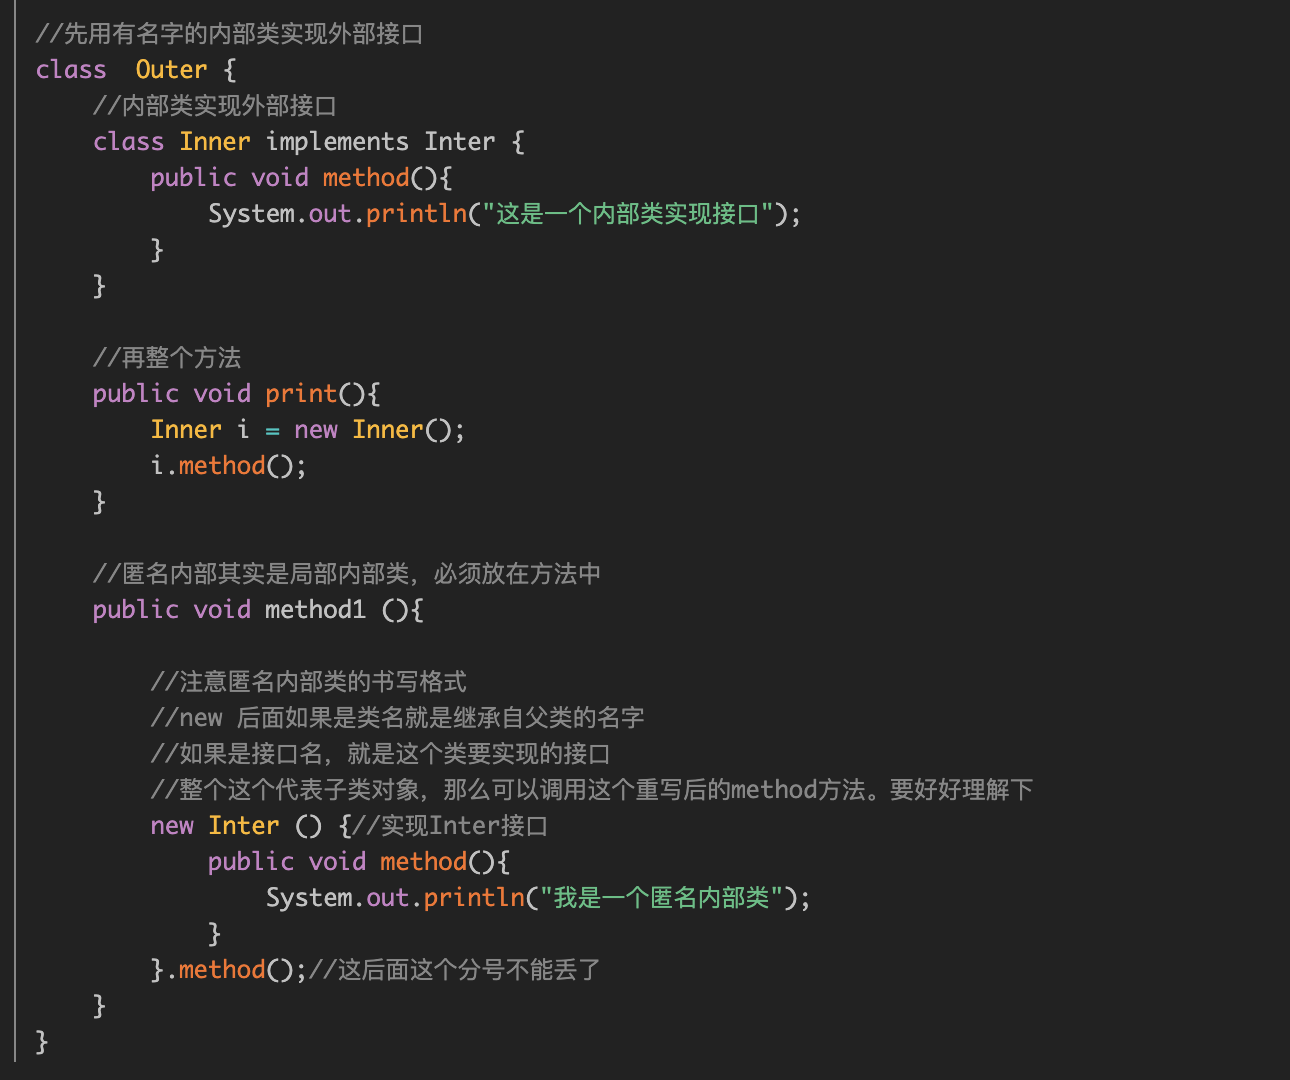 //先用有名字的内部类实现外部接口
class  Outer {
    //内部类实现外部接口
    class Inner implements Inter {
        public void method(){
            System.out.println("这是一个内部类实现接口");
        }
    }

    //再整个方法
    public void print(){
        Inner i = new Inner();
        i.method();
    }

    //匿名内部其实是局部内部类，必须放在方法中
    public void method1 (){

        //注意匿名内部类的书写格式
        //new 后面如果是类名就是继承自父类的名字
        //如果是接口名，就是这个类要实现的接口
        //整个这个代表子类对象，那么可以调用这个重写后的method方法。要好好理解下
        new Inter () {//实现Inter接口
            public void method(){
                System.out.println("我是一个匿名内部类");
            }
        }.method();//这后面这个分号不能丢了
    }
}